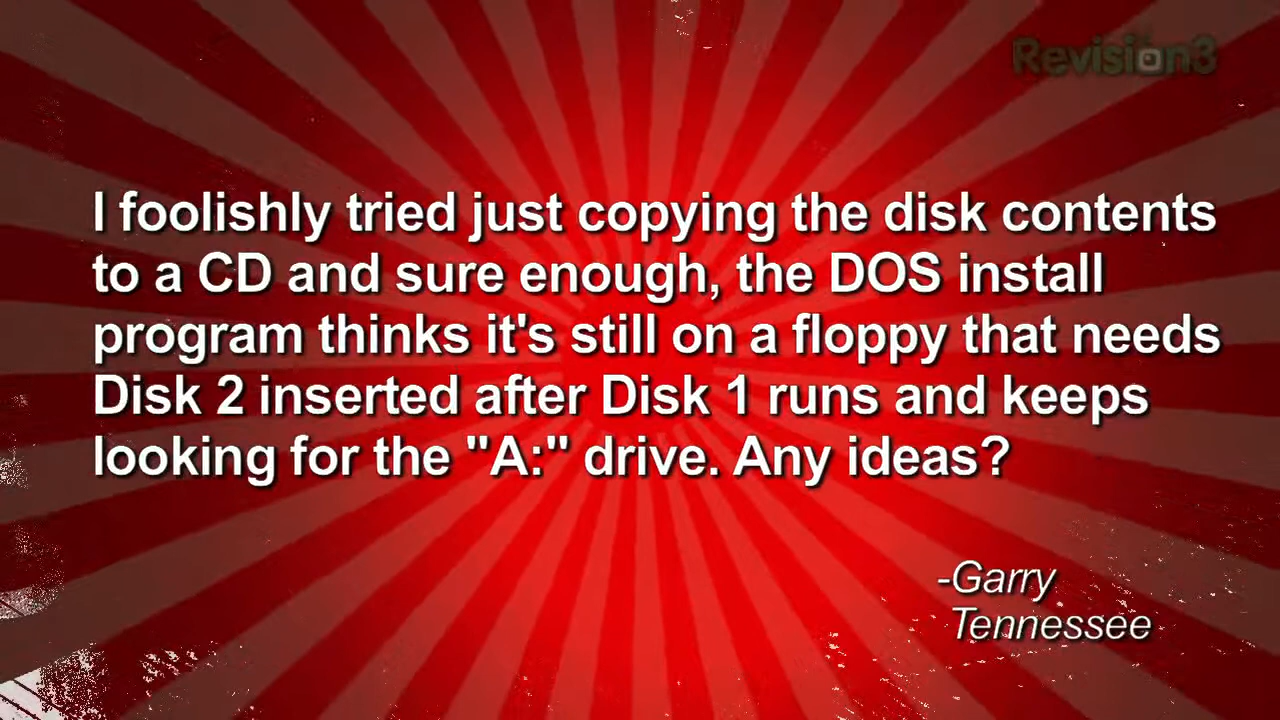 Revision3
I foolishly tried just copying the disk contents
to a CD and sure enough, the DOS install
program thinks it's still on a floppy that needs
Disk 2 inserted after Disk 1 runs and keeps
looking for the "A:" drive. Any ideas?
-Garry
Tennessee